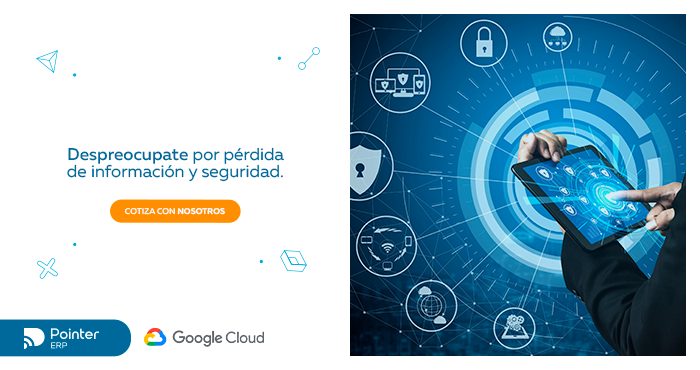 Despreocupate por pérdida
de información y seguridad.
COTIZA CON NOSOTROS
Pointer
ERP
Google Cloud